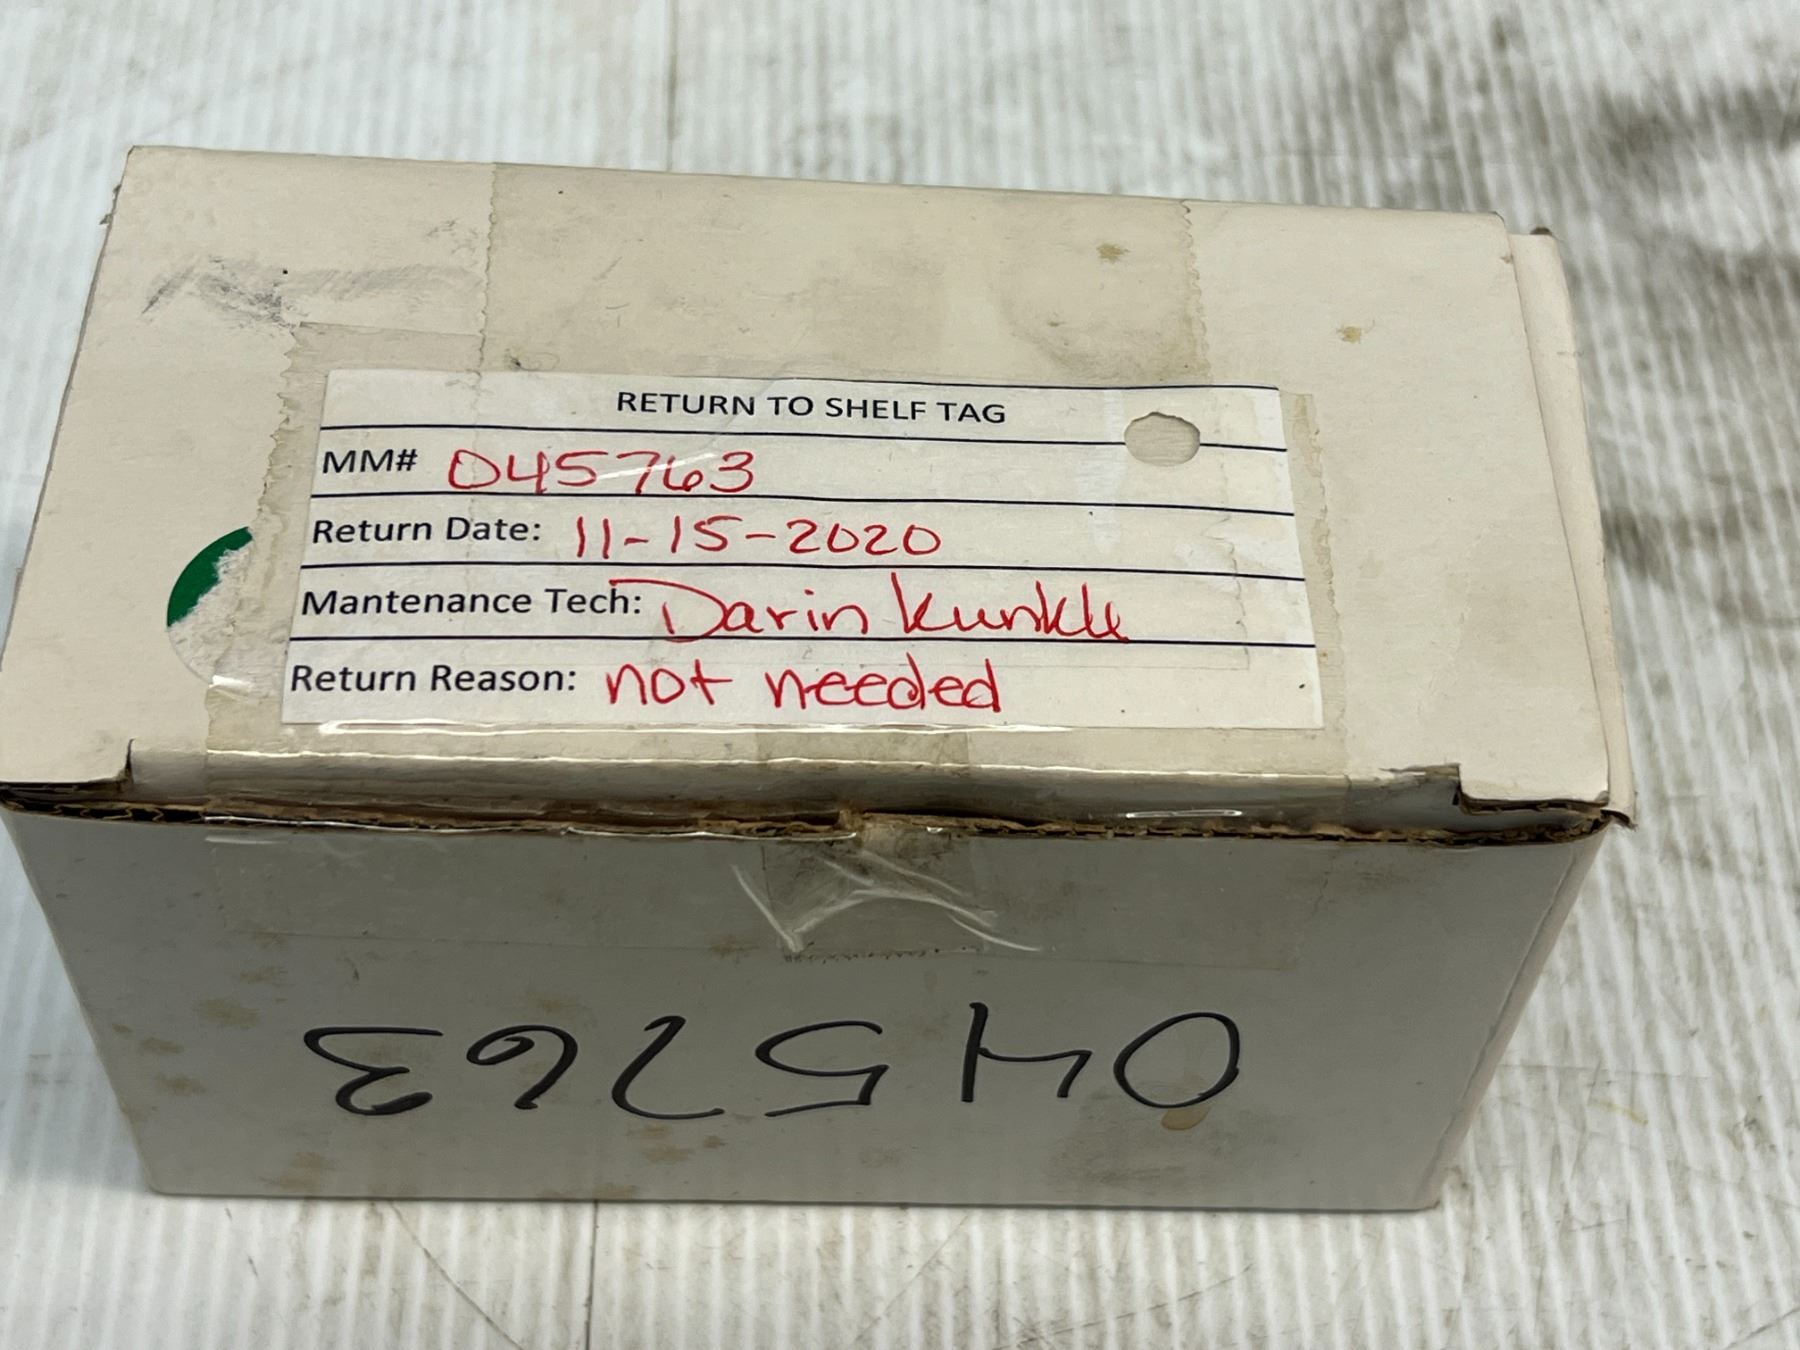 RETURN TO SHELF TAG
MM# 045763
Return Date: 11-15-2020
Mantenance Tech: Darin Kunkle
Return Reason: not needed
045763